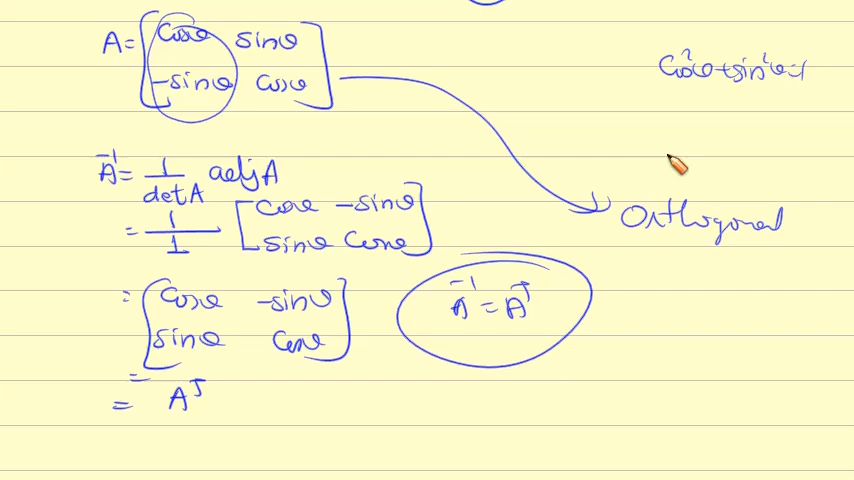 A = [ cosθ sinθ
-sinθ cosθ ]
cos²θ + sin²θ = 1
A⁻¹ = 1/detA adjA
= 1/1 [ cosθ -sinθ
sinθ cosθ ]
Orthogonal
= [ cosθ -sinθ
sinθ cosθ ]
A⁻¹ = Aᵀ
=
= Aᵀ